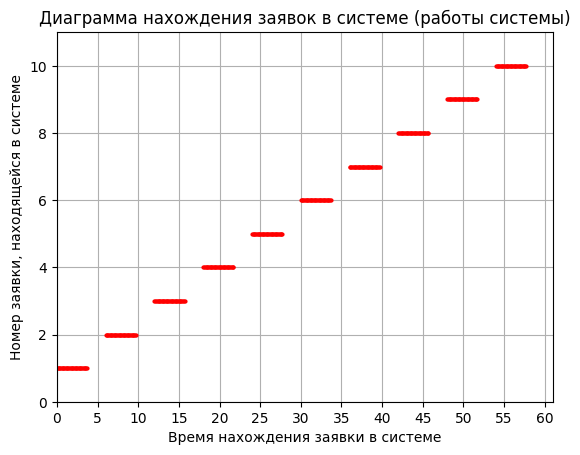 Диаграмма нахождения заявок в системе (работы системы)
Номер заявки, находящейся в системе
10
8
6
4
2
0
0 5 10 15 20 25 30 35 40 45 50 55 60
Время нахождения заявки в системе